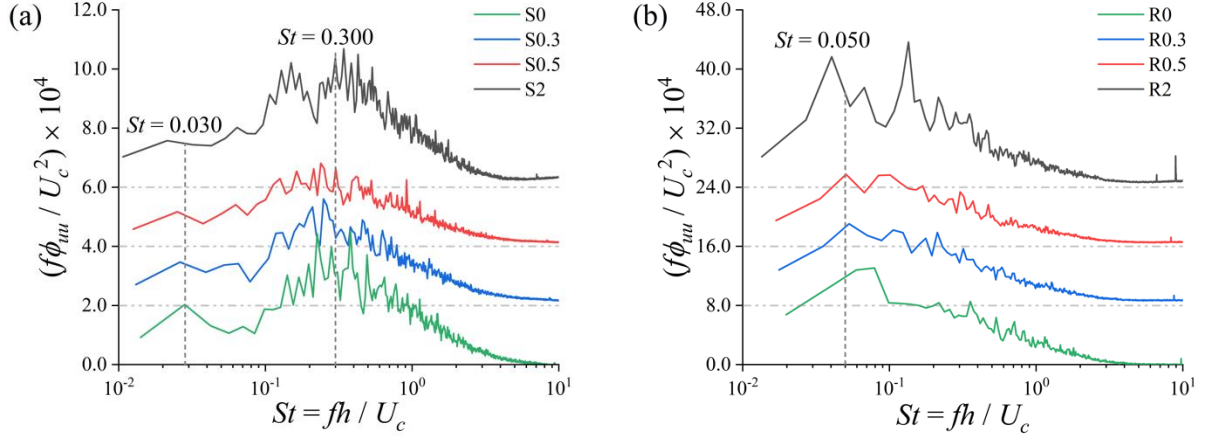 (a)
S0
S0.3
S0.5
S2
St = 0.300
St = 0.030
12.0
10.0
8.0
6.0
4.0
2.0
0.0
(fϕuu / Uc²) × 10⁴
10⁻² 10⁻¹ 10⁰ 10¹
St = fh / Uc
(b)
R0
R0.3
R0.5
R2
St = 0.050
48.0
40.0
32.0
24.0
16.0
8.0
0.0
(fϕuu / Uc²) × 10⁴
10⁻² 10⁻¹ 10⁰ 10¹
St = fh / Uc